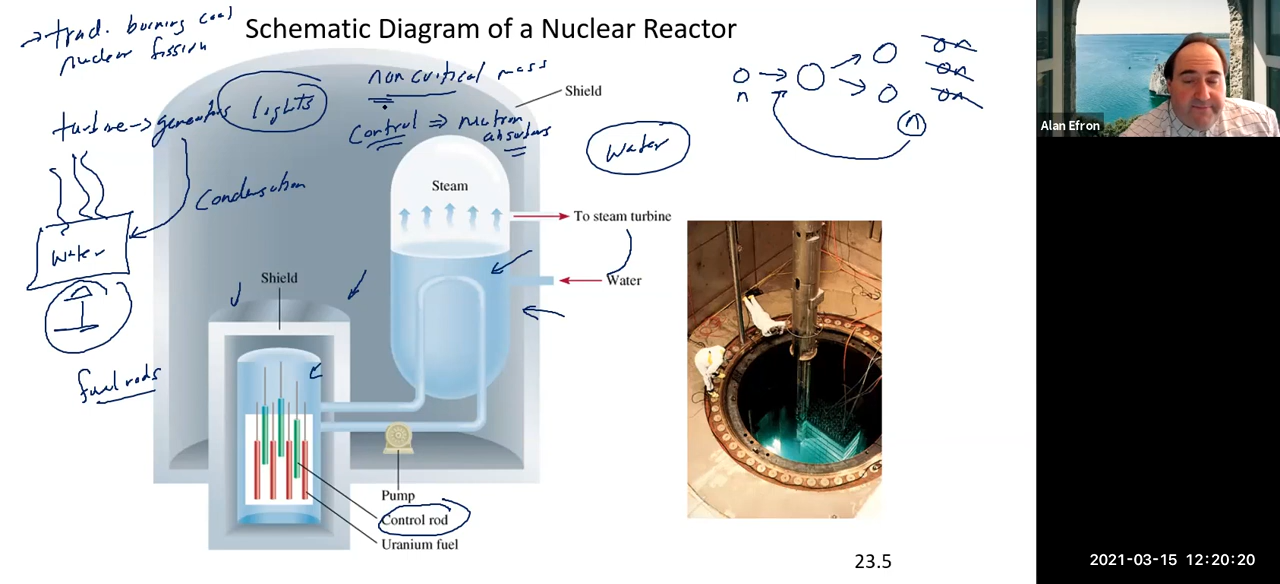 Schematic Diagram of a Nuclear Reactor
→ trad. burning coal
nuclear fission
non critical mass
Shield
turbine → generators lights
Control ⇒ neutron
absorbers
Water
n
n
Alan Efron
Steam
Condensation
To steam turbine
Water
Water
Shield
fuel rods
Pump
Control rod
Uranium fuel
23.5
2021-03-15 12:20:20